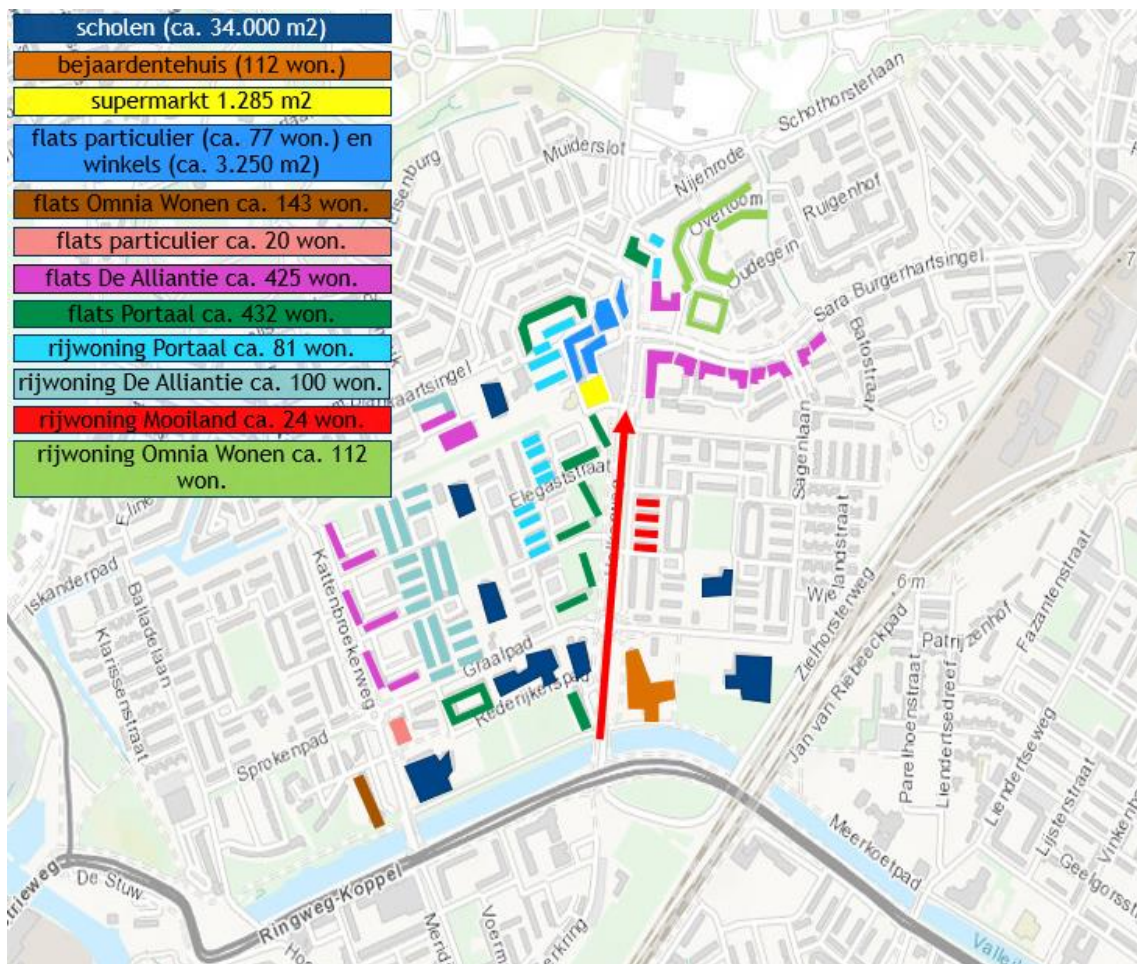 scholen (ca. 34.000 m2)
bejaardentehuis (112 won.)
supermarkt 1.285 m2
flats particulier (ca. 77 won.) en
winkels (ca. 3.250 m2)
flats Omnia Wonen ca. 143 won.
flats particulier ca. 20 won.
flats De Alliantie ca. 425 won.
flats Portaal ca. 432 won.
rijwoning Portaal ca. 81 won.
rijwoning De Alliantie ca. 100 won.
rijwoning Mooiland ca. 24 won.
rijwoning Omnia Wonen ca. 112
won.
Schothorsterlaan
Muiderslot
Nijenrode
Overtoom
Ruigenhof
Oudegein
Sara Burgerhartsingel
Batostraat
Sagenlaan
Elegaststraat
Wielandstraat
Zielhorsterweg
6 m
Iskanderpad
Balladelaan
Klarissenstraat
Kattenbroekerweg
Graalpad
Rederijkerspad
Sprokenpad
Jan van Riebeeckpad
Patrijzenhof
Fazantenstraat
Parelhoenstraat
Liendertsedreef
Liendertseweg
Lijsterstraat
Meerkoetpad
De Stuw
Ringweg-Koppel